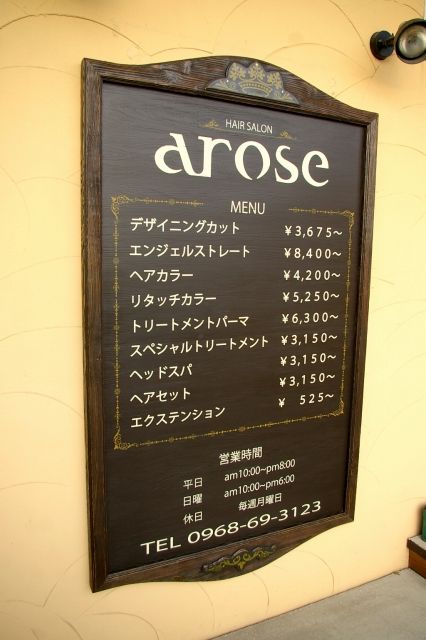 HAIR SALON
arose
MENU
デザイニングカット ¥3,675～
エンジェルストレート ¥8,400～
ヘアカラー ¥4,200～
リタッチカラー ¥5,250～
トリートメントパーマ ¥6,300～
スペシャルトリートメント ¥3,150～
ヘッドスパ ¥3,150～
ヘアセット ¥3,150～
エクステンション ¥ 525～
営業時間
平日 am10:00~pm8:00
日曜 am10:00~pm6:00
休日 毎週月曜日
TEL 0968-69-3123